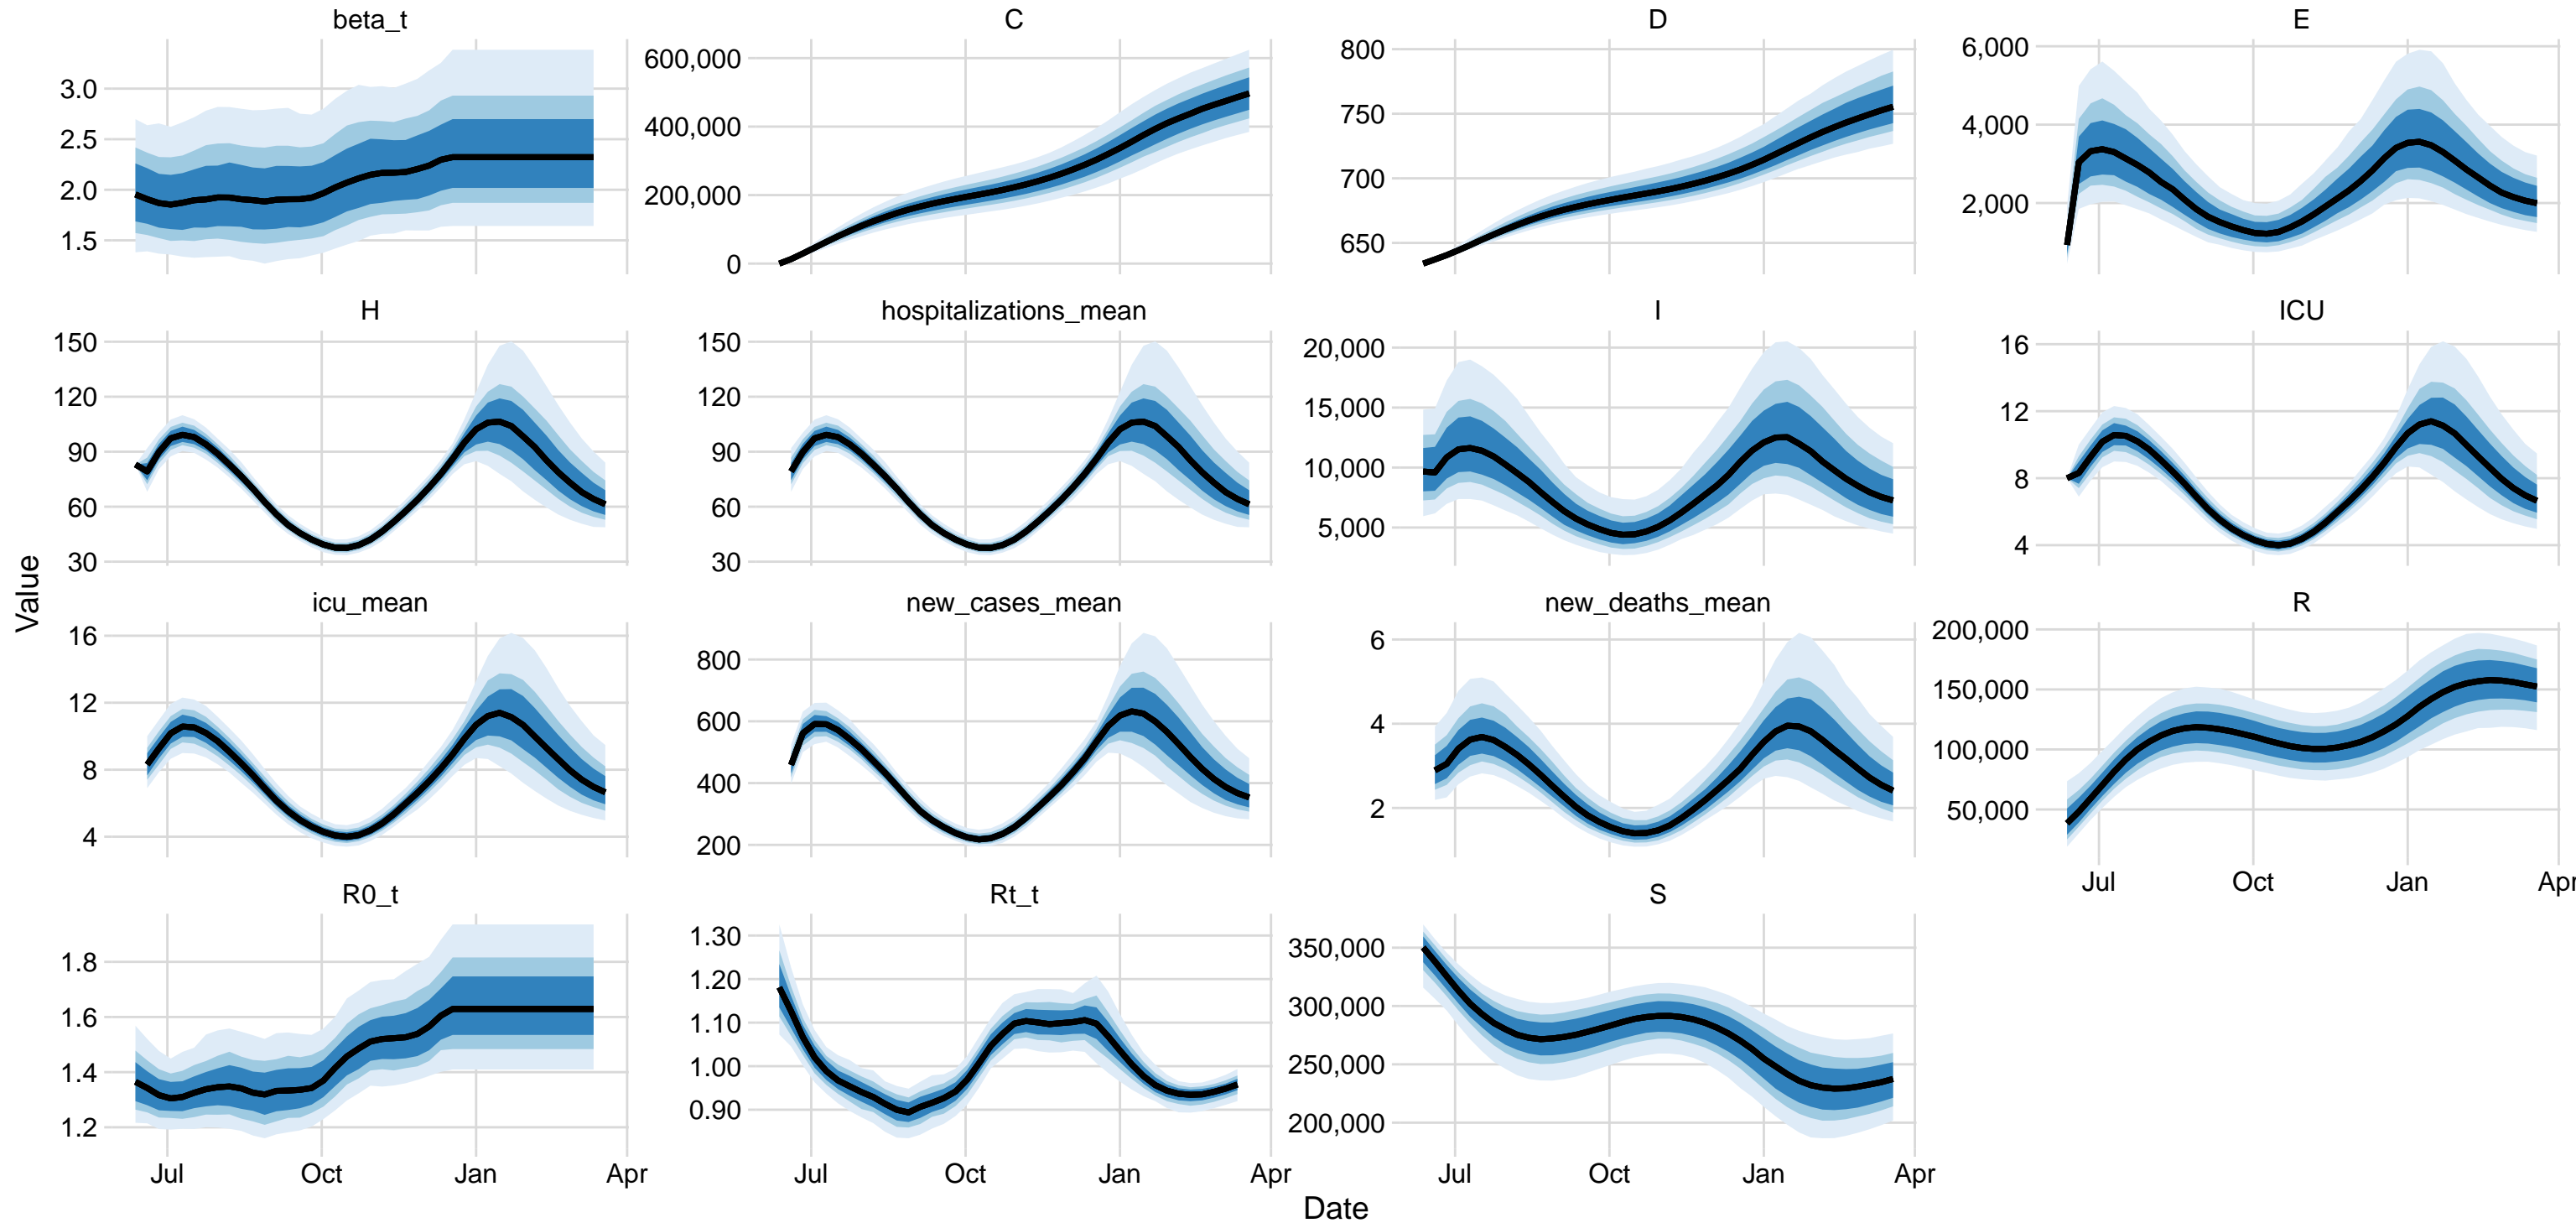 beta_t
C
D
E
3.0
2.5
2.0
1.5
600,000
400,000
200,000
0
800
750
700
650
6,000
4,000
2,000
H
hospitalizations_mean
I
ICU
150
120
90
60
30
150
120
90
60
30
20,000
15,000
10,000
5,000
16
12
8
4
Value
icu_mean
new_cases_mean
new_deaths_mean
R
16
12
8
4
800
600
400
200
6
4
2
200,000
150,000
100,000
50,000
Jul Oct Jan Apr
R0_t
Rt_t
S
1.8
1.6
1.4
1.2
1.30
1.20
1.10
1.00
0.90
350,000
300,000
250,000
200,000
Jul Oct Jan Apr
Jul Oct Jan Apr
Jul Oct Jan Apr
Date